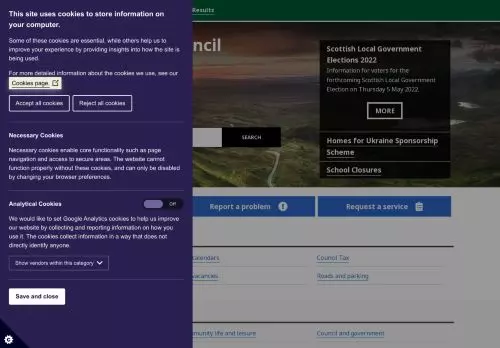 This site uses cookies to store information on
your computer.
Some of these cookies are essential, while others help us to
improve your experience by providing insights into how the site is
being used.
For more detailed information about the cookies we use, see our
Cookies page.
Accept all cookies
Reject all cookies
Necessary Cookies
Necessary cookies enable core functionality such as page
navigation and access to secure areas. The website cannot
function properly without these cookies, and can only be disabled
by changing your browser preferences.
Analytical Cookies
Off
We would like to set Google Analytics cookies to help us
improve our website by collecting and reporting information on how you
use it. The cookies collect information in a way that does not
directly identify anyone.
Show vendors within this category
Save and close
Results
ncil
SEARCH
Scottish Local Government
Elections 2022
Information for voters for the
forthcoming Scottish Local Government
Election on Thursday 5 May 2022.
MORE
Homes for Ukraine Sponsorship
Scheme
School Closures
Report a problem
Request a service
calendars
Council Tax
vacancies
Roads and parking
munity life and leisure
Council and government